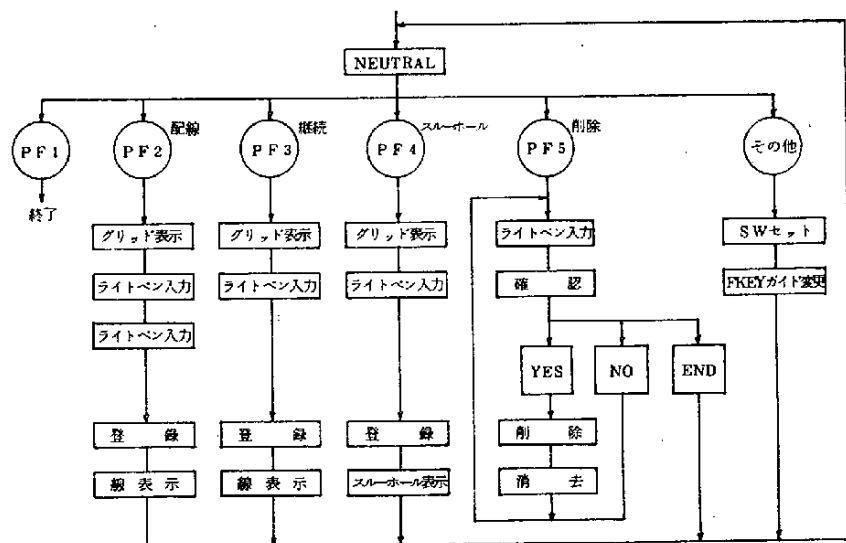 NEUTRAL
配線
継続
スルーホール
削除
PF1
PF2
PF3
PF4
PF5
その他
終了
グリッド表示
グリッド表示
グリッド表示
ライトペン入力
SWセット
ライトペン入力
ライトペン入力
ライトペン入力
確 認
FKEYガイド変更
ライトペン入力
YES
NO
END
登 録
登 録
登 録
削 除
線 表 示
線 表 示
スルーホール表示
消 去